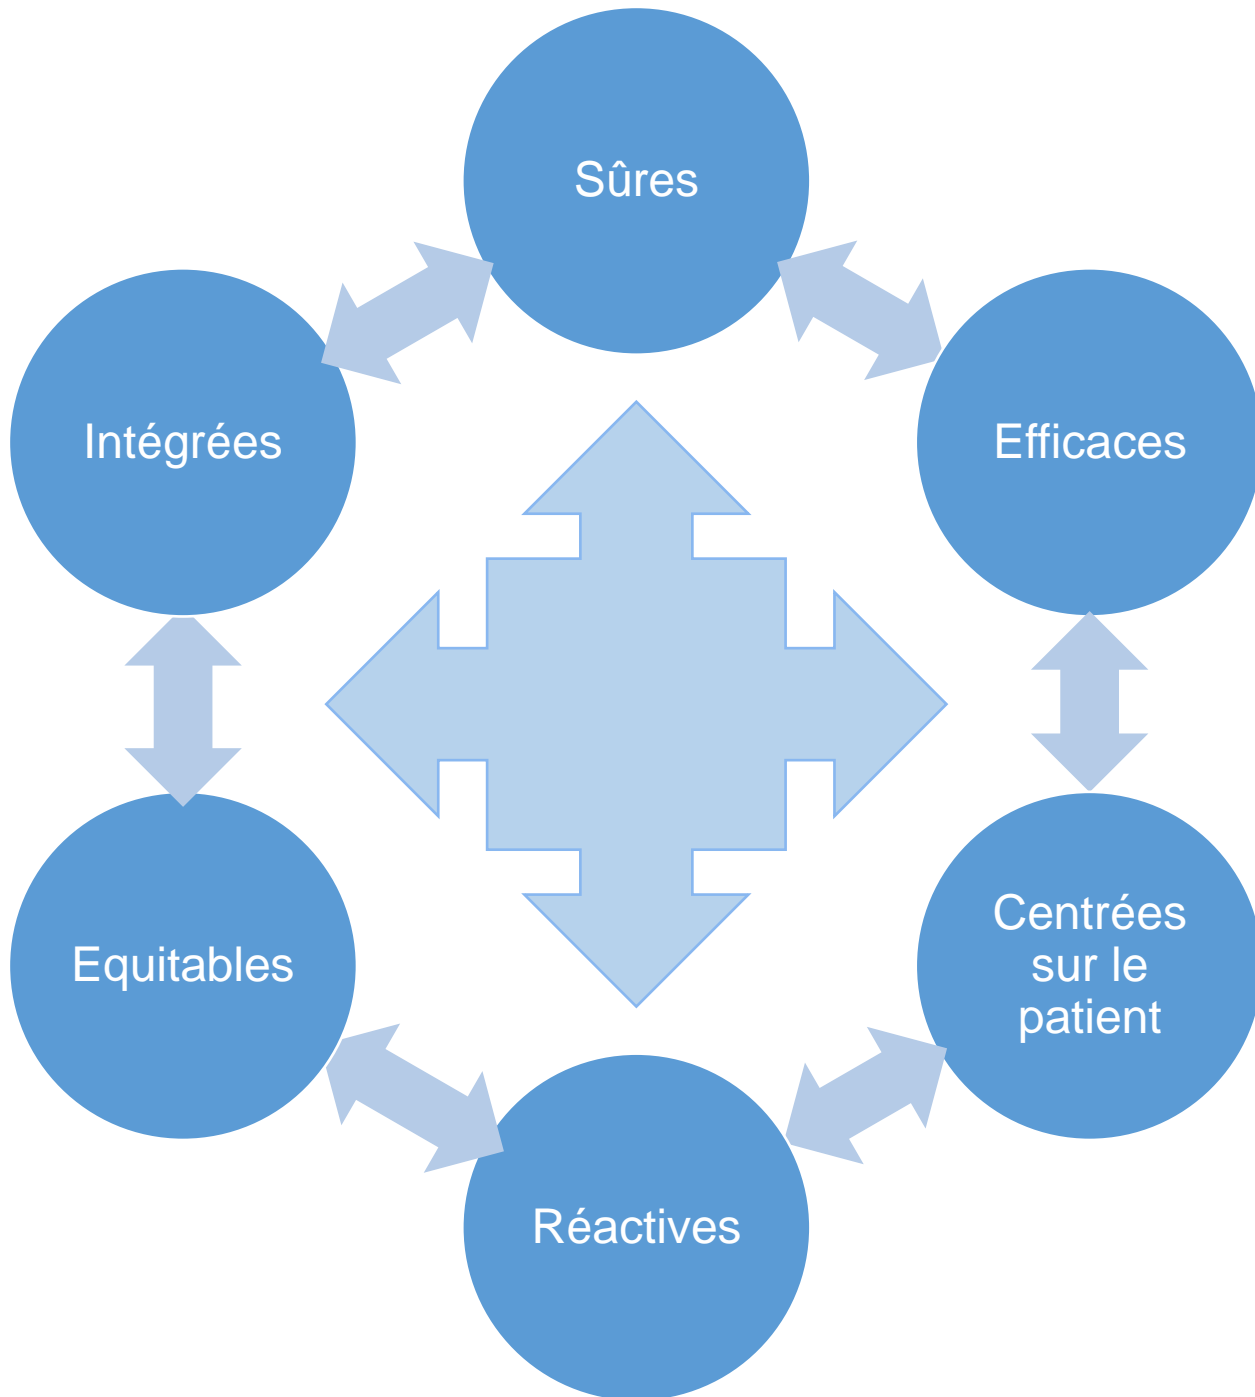 Sûres
Intégrées
Efficaces
Equitables
Centrées
sur le
patient
Réactives